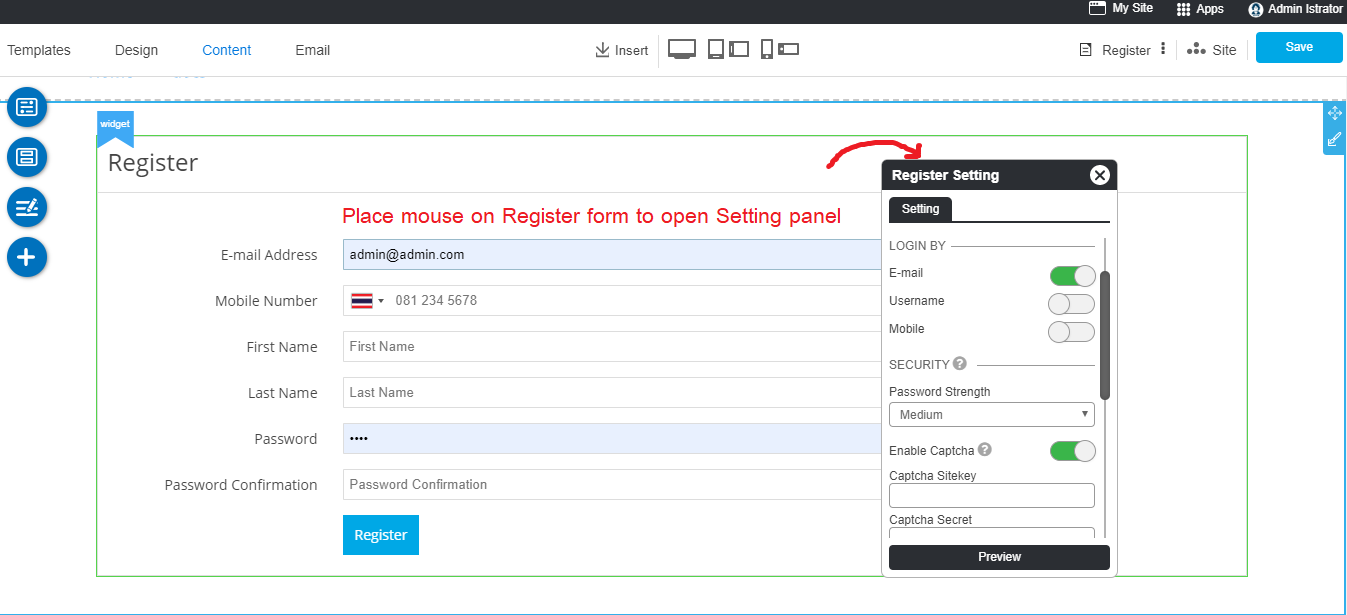 My Site Apps Admin Istrator
Templates Design Content Email Insert Register Site Save
widget
Register
Place mouse on Register form to open Setting panel
E-mail Address admin@admin.com
Mobile Number 081 234 5678
First Name First Name
Last Name Last Name
Password ••••
Password Confirmation Password Confirmation
Register
Register Setting
Setting
LOGIN BY
E-mail
Username
Mobile
SECURITY ?
Password Strength
Medium
Enable Captcha ?
Captcha Sitekey
Captcha Secret
Preview